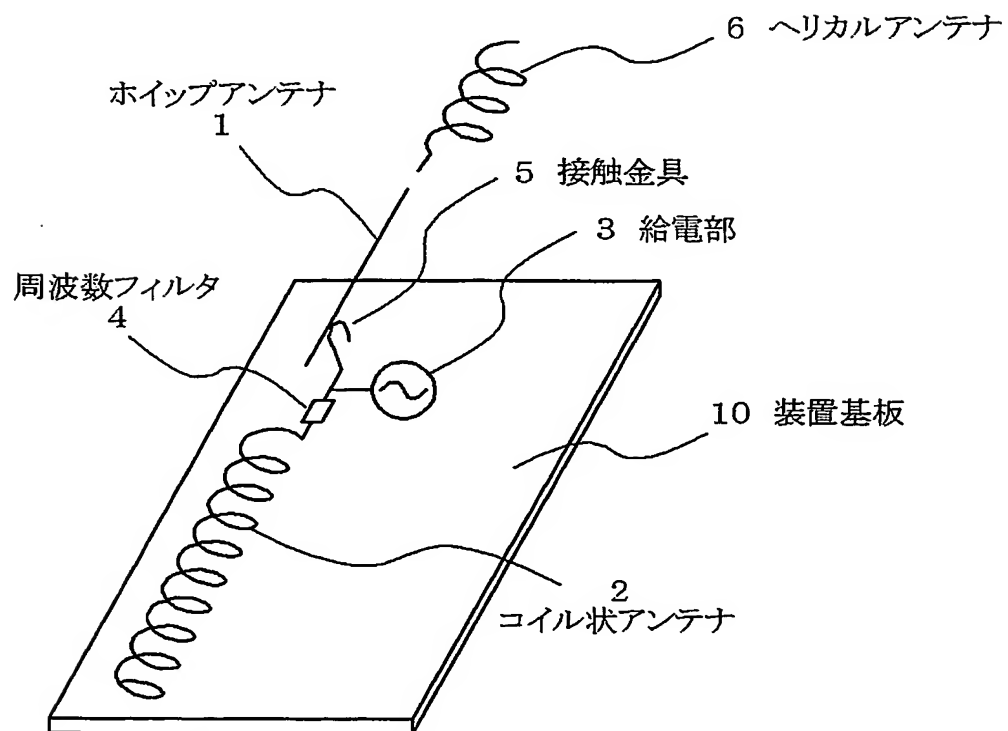 6 ヘリカルアンテナ
ホイップアンテナ
1
5 接触金具
3 給電部
周波数フィルタ
4
10 装置基板
2
コイル状アンテナ